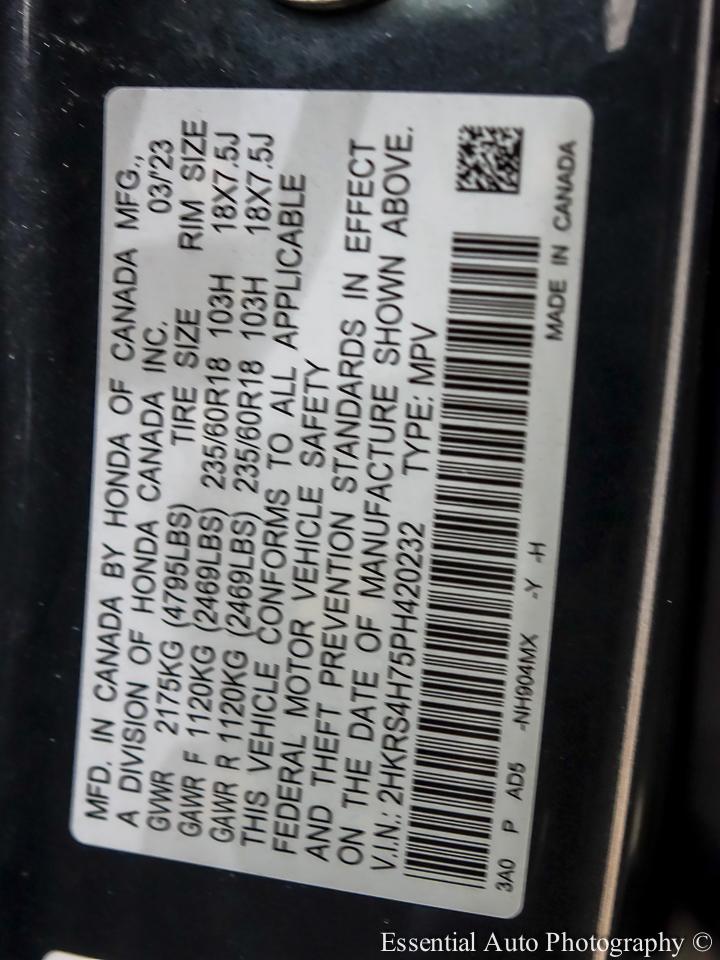 MFD. IN CANADA BY HONDA OF CANADA MFG.,
A DIVISION OF HONDA CANADA INC. 03/'23
GVWR 2175KG (4795LBS) TIRE SIZE RIM SIZE
GAWR F 1120KG (2469LBS) 235/60R18 103H 18X7.5J
GAWR R 1120KG (2469LBS) 235/60R18 103H 18X7.5J
THIS VEHICLE CONFORMS TO ALL APPLICABLE
FEDERAL MOTOR VEHICLE SAFETY
AND THEFT PREVENTION STANDARDS IN EFFECT
ON THE DATE OF MANUFACTURE SHOWN ABOVE.
V.I.N.: 2HKRS4H75PH420232 TYPE: MPV
3A0 P AD5 -NH904MX -Y -H MADE IN CANADA
Essential Auto Photography ©